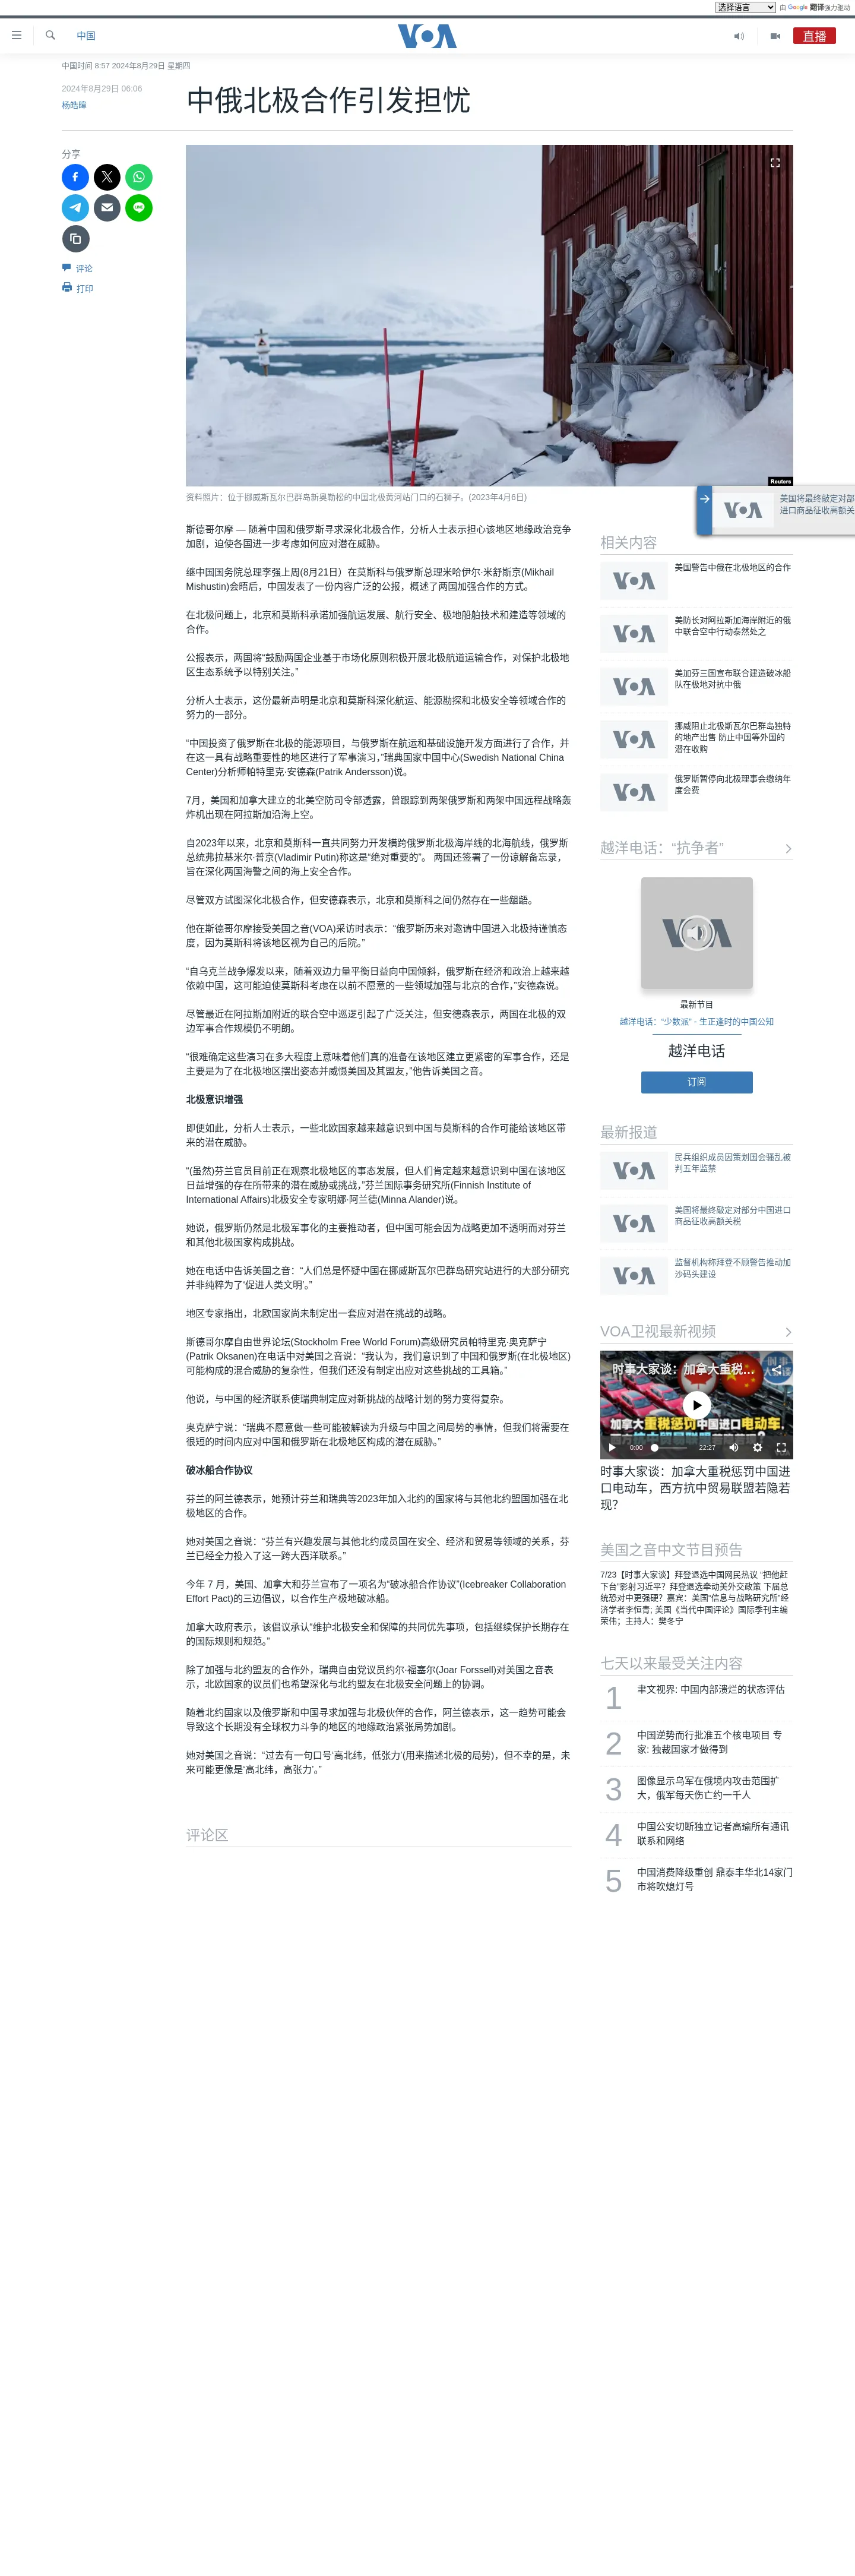 选择语言 由 Google 翻译强力驱动
中国
VOA
直播
中国时间 8:57 2024年8月29日 星期四
2024年8月29日 06:06
杨皓暐
中俄北极合作引发担忧
分享
评论
打印
Reuters
资料照片：位于挪威斯瓦尔巴群岛新奥勒松的中国北极黄河站门口的石狮子。(2023年4月6日)
斯德哥尔摩 — 随着中国和俄罗斯寻求深化北极合作，分析人士表示担心该地区地缘政治竞争
加剧，迫使各国进一步考虑如何应对潜在威胁。
继中国国务院总理李强上周(8月21日）在莫斯科与俄罗斯总理米哈伊尔·米舒斯京(Mikhail
Mishustin)会晤后，中国发表了一份内容广泛的公报，概述了两国加强合作的方式。
在北极问题上，北京和莫斯科承诺加强航运发展、航行安全、极地船舶技术和建造等领域的
合作。
公报表示，两国将“鼓励两国企业基于市场化原则积极开展北极航道运输合作，对保护北极地
区生态系统予以特别关注。”
分析人士表示，这份最新声明是北京和莫斯科深化航运、能源勘探和北极安全等领域合作的
努力的一部分。
“中国投资了俄罗斯在北极的能源项目，与俄罗斯在航运和基础设施开发方面进行了合作，并
在这一具有战略重要性的地区进行了军事演习，”瑞典国家中国中心(Swedish National China
Center)分析师帕特里克·安德森(Patrik Andersson)说。
7月，美国和加拿大建立的北美空防司令部透露，曾跟踪到两架俄罗斯和两架中国远程战略轰
炸机出现在阿拉斯加沿海上空。
自2023年以来，北京和莫斯科一直共同努力开发横跨俄罗斯北极海岸线的北海航线，俄罗斯
总统弗拉基米尔·普京(Vladimir Putin)称这是“绝对重要的”。 两国还签署了一份谅解备忘录，
旨在深化两国海警之间的海上安全合作。
尽管双方试图深化北极合作，但安德森表示，北京和莫斯科之间仍然存在一些龃龉。
他在斯德哥尔摩接受美国之音(VOA)采访时表示：“俄罗斯历来对邀请中国进入北极持谨慎态
度，因为莫斯科将该地区视为自己的后院。”
“自乌克兰战争爆发以来，随着双边力量平衡日益向中国倾斜，俄罗斯在经济和政治上越来越
依赖中国，这可能迫使莫斯科考虑在以前不愿意的一些领域加强与北京的合作，”安德森说。
尽管最近在阿拉斯加附近的联合空中巡逻引起了广泛关注，但安德森表示，两国在北极的双
边军事合作规模仍不明朗。
“很难确定这些演习在多大程度上意味着他们真的准备在该地区建立更紧密的军事合作，还是
主要是为了在北极地区摆出姿态并威慑美国及其盟友，”他告诉美国之音。
北极意识增强
即便如此，分析人士表示，一些北欧国家越来越意识到中国与莫斯科的合作可能给该地区带
来的潜在威胁。
“(虽然)芬兰官员目前正在观察北极地区的事态发展，但人们肯定越来越意识到中国在该地区
日益增强的存在所带来的潜在威胁或挑战，”芬兰国际事务研究所(Finnish Institute of
International Affairs)北极安全专家明娜·阿兰德(Minna Alander)说。
她说，俄罗斯仍然是北极军事化的主要推动者，但中国可能会因为战略更加不透明而对芬兰
和其他北极国家构成挑战。
她在电话中告诉美国之音：“人们总是怀疑中国在挪威斯瓦尔巴群岛研究站进行的大部分研究
并非纯粹为了‘促进人类文明’。”
地区专家指出，北欧国家尚未制定出一套应对潜在挑战的战略。
斯德哥尔摩自由世界论坛(Stockholm Free World Forum)高级研究员帕特里克·奥克萨宁
(Patrik Oksanen)在电话中对美国之音说：“我认为，我们意识到了中国和俄罗斯(在北极地区)
可能构成的混合威胁的复杂性，但我们还没有制定出应对这些挑战的工具箱。”
他说，与中国的经济联系使瑞典制定应对新挑战的战略计划的努力变得复杂。
奥克萨宁说：“瑞典不愿意做一些可能被解读为升级与中国之间局势的事情，但我们将需要在
很短的时间内应对中国和俄罗斯在北极地区构成的潜在威胁。”
破冰船合作协议
芬兰的阿兰德表示，她预计芬兰和瑞典等2023年加入北约的国家将与其他北约盟国加强在北
极地区的合作。
她对美国之音说：“芬兰有兴趣发展与其他北约成员国在安全、经济和贸易等领域的关系，芬
兰已经全力投入了这一跨大西洋联系。”
今年 7 月，美国、加拿大和芬兰宣布了一项名为“破冰船合作协议”(Icebreaker Collaboration
Effort Pact)的三边倡议，以合作生产极地破冰船。
加拿大政府表示，该倡议承认“维护北极安全和保障的共同优先事项，包括继续保护长期存在
的国际规则和规范。”
除了加强与北约盟友的合作外，瑞典自由党议员约尔·福塞尔(Joar Forssell)对美国之音表
示，北欧国家的议员们也希望深化与北约盟友在北极安全问题上的协调。
随着北约国家以及俄罗斯和中国寻求加强与北极伙伴的合作，阿兰德表示，这一趋势可能会
导致这个长期没有全球权力斗争的地区的地缘政治紧张局势加剧。
她对美国之音说：“过去有一句口号‘高北纬，低张力’(用来描述北极的局势)，但不幸的是，未
来可能更像是‘高北纬，高张力’。”
评论区
美国将最终敲定对部
进口商品征收高额关
相关内容
美国警告中俄在北极地区的合作
美防长对阿拉斯加海岸附近的俄
中联合空中行动泰然处之
美加芬三国宣布联合建造破冰船
队在极地对抗中俄
挪威阻止北极斯瓦尔巴群岛独特
的地产出售 防止中国等外国的
潜在收购
俄罗斯暂停向北极理事会缴纳年
度会费
越洋电话：“抗争者”
最新节目
越洋电话：“少数派” - 生正逢时的中国公知
越洋电话
订阅
最新报道
民兵组织成员因策划国会骚乱被
判五年监禁
美国将最终敲定对部分中国进口
商品征收高额关税
监督机构称拜登不顾警告推动加
沙码头建设
VOA卫视最新视频
时事大家谈：加拿大重税…
加拿大重税惩罚中国进口电动车,
0:00 22:27
时事大家谈：加拿大重税惩罚中国进
口电动车，西方抗中贸易联盟若隐若
现？
美国之音中文节目预告
7/23【时事大家谈】拜登退选中国网民热议 “把他赶
下台”影射习近平？拜登退选牵动美外交政策 下届总
统恐对中更强硬？嘉宾：美国“信息与战略研究所”经
济学者李恒青; 美国《当代中国评论》国际季刊主编
荣伟；主持人：樊冬宁
七天以来最受关注内容
1 聿文视界: 中国内部溃烂的状态评估
2 中国逆势而行批准五个核电项目 专
家: 独裁国家才做得到
3 图像显示乌军在俄境内攻击范围扩
大，俄军每天伤亡约一千人
4 中国公安切断独立记者高瑜所有通讯
联系和网络
5 中国消费降级重创 鼎泰丰华北14家门
市将吹熄灯号